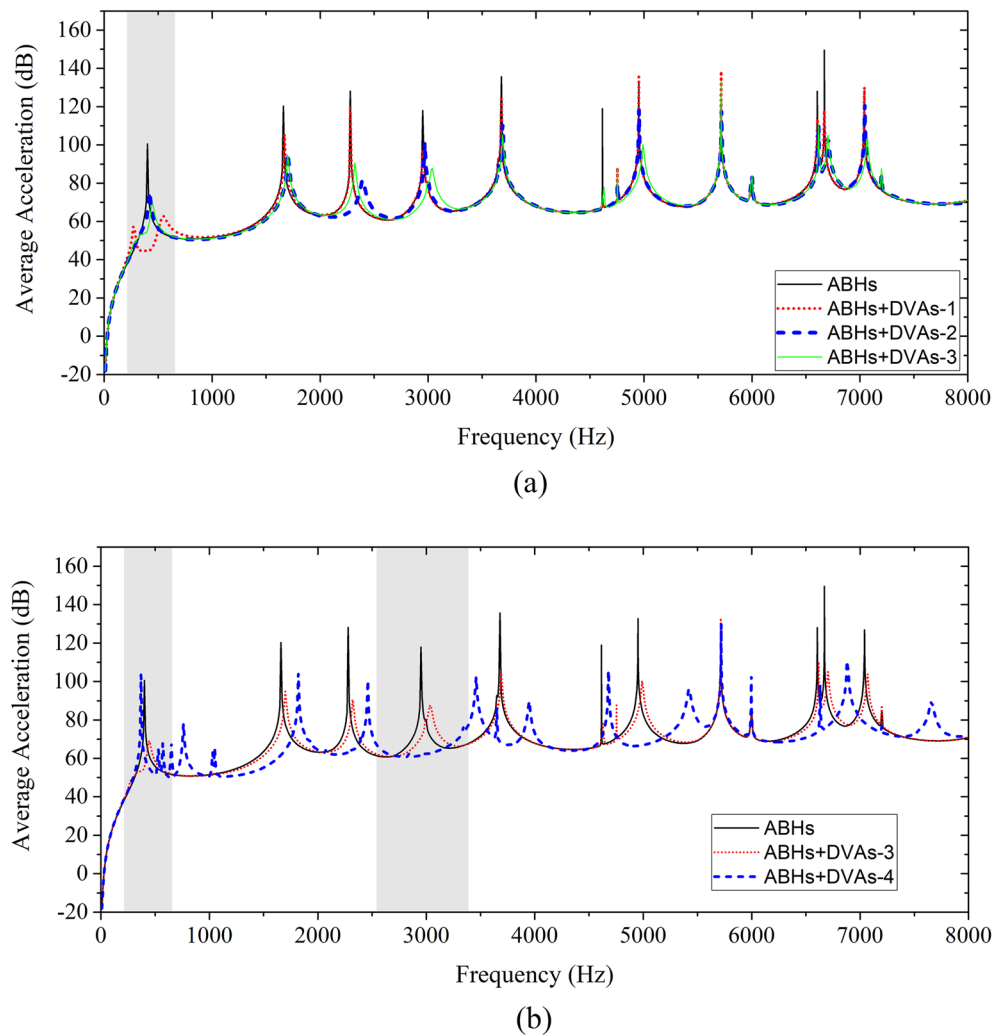 160
140
120
100
80
60
40
20
0
-20
Average Acceleration (dB)
ABHs
ABHs+DVAs-1
ABHs+DVAs-2
ABHs+DVAs-3
0 1000 2000 3000 4000 5000 6000 7000 8000
Frequency (Hz)
(a)
160
140
120
100
80
60
40
20
0
-20
Average Acceleration (dB)
ABHs
ABHs+DVAs-3
ABHs+DVAs-4
0 1000 2000 3000 4000 5000 6000 7000 8000
Frequency (Hz)
(b)